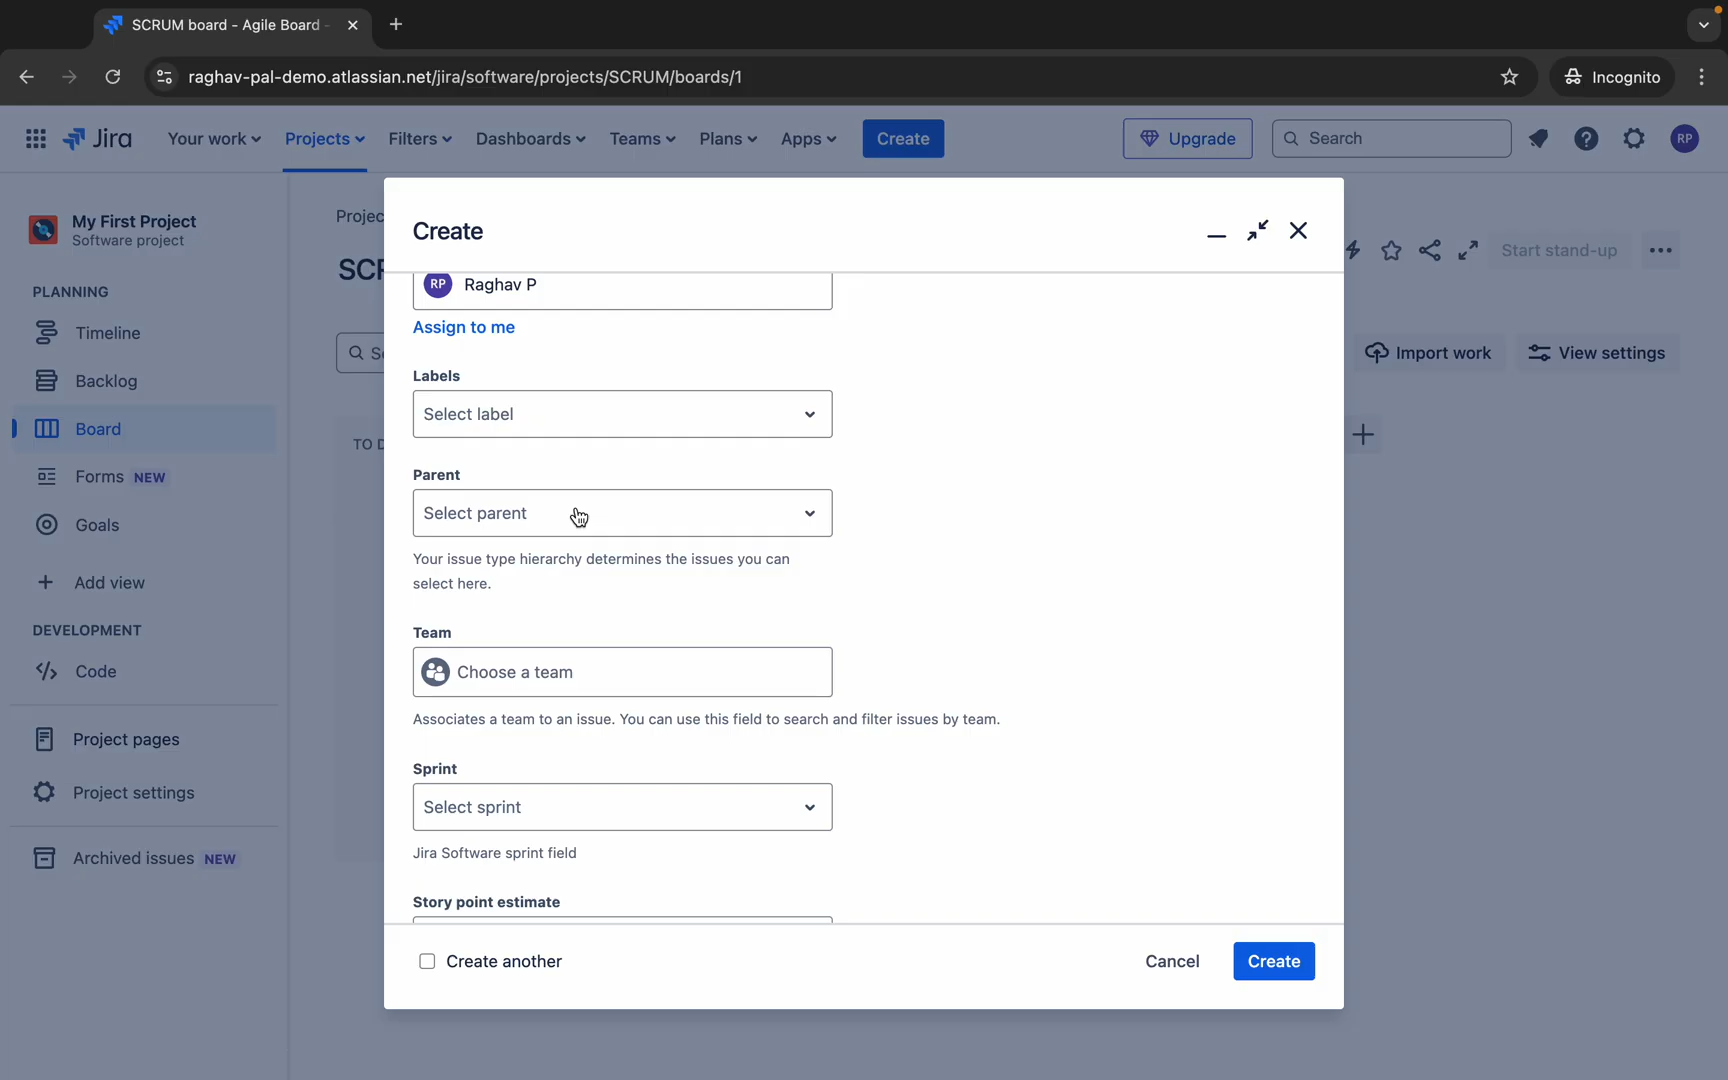 SCRUM board - Agile Board -
raghav-pal-demo.atlassian.net/jira/software/projects/SCRUM/boards/1
Incognito
Jira
Your work
Projects
Filters
Dashboards
Teams
Plans
Apps
Create
Upgrade
Search
RP
My First Project
Software project
PLANNING
Timeline
Backlog
Board
Forms NEW
Goals
Add view
DEVELOPMENT
Code
Project pages
Project settings
Archived issues NEW
Projec
SCR
Se
TO D
Start stand-up
Import work
View settings
Create
RP Raghav P
Assign to me
Labels
Select label
Parent
Select parent
Your issue type hierarchy determines the issues you can
select here.
Team
Choose a team
Associates a team to an issue. You can use this field to search and filter issues by team.
Sprint
Select sprint
Jira Software sprint field
Story point estimate
Create another
Cancel
Create